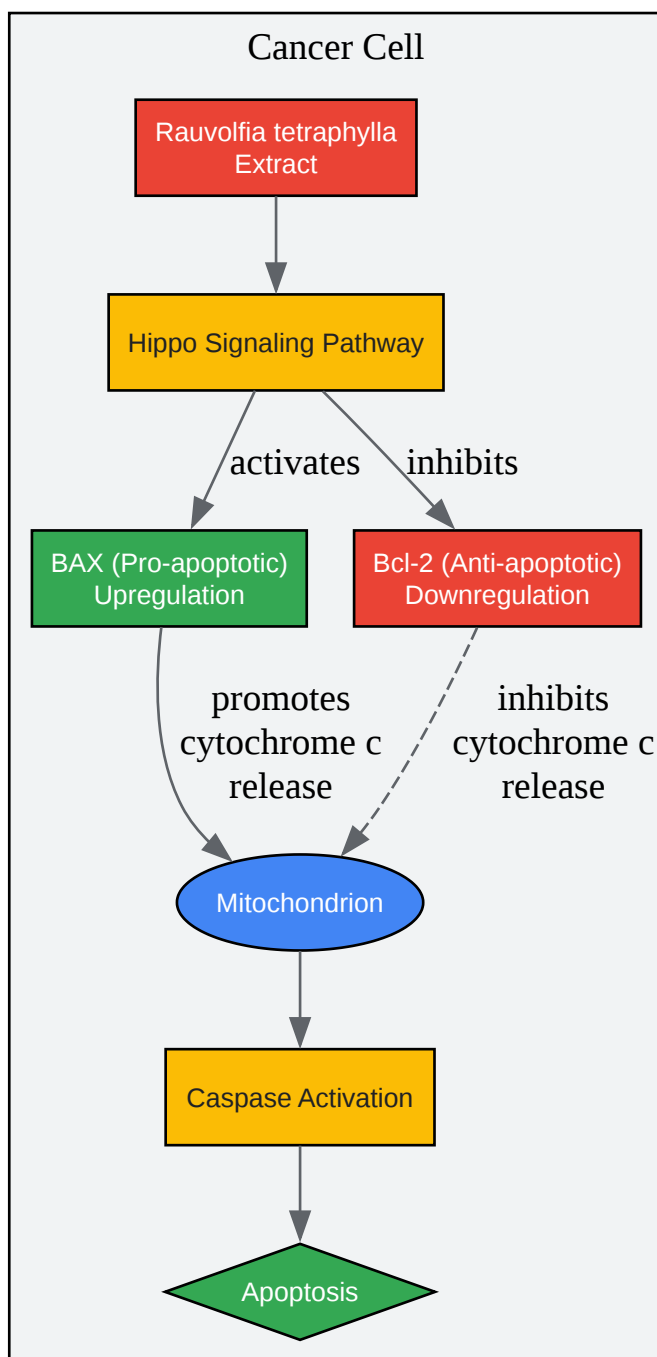 Cancer Cell
Rauvolfia tetraphylla
Extract
Hippo Signaling Pathway
activates
inhibits
BAX (Pro-apoptotic)
Upregulation
Bcl-2 (Anti-apoptotic)
Downregulation
promotes
cytochrome c
release
inhibits
cytochrome c
release
Mitochondrion
Caspase Activation
Apoptosis